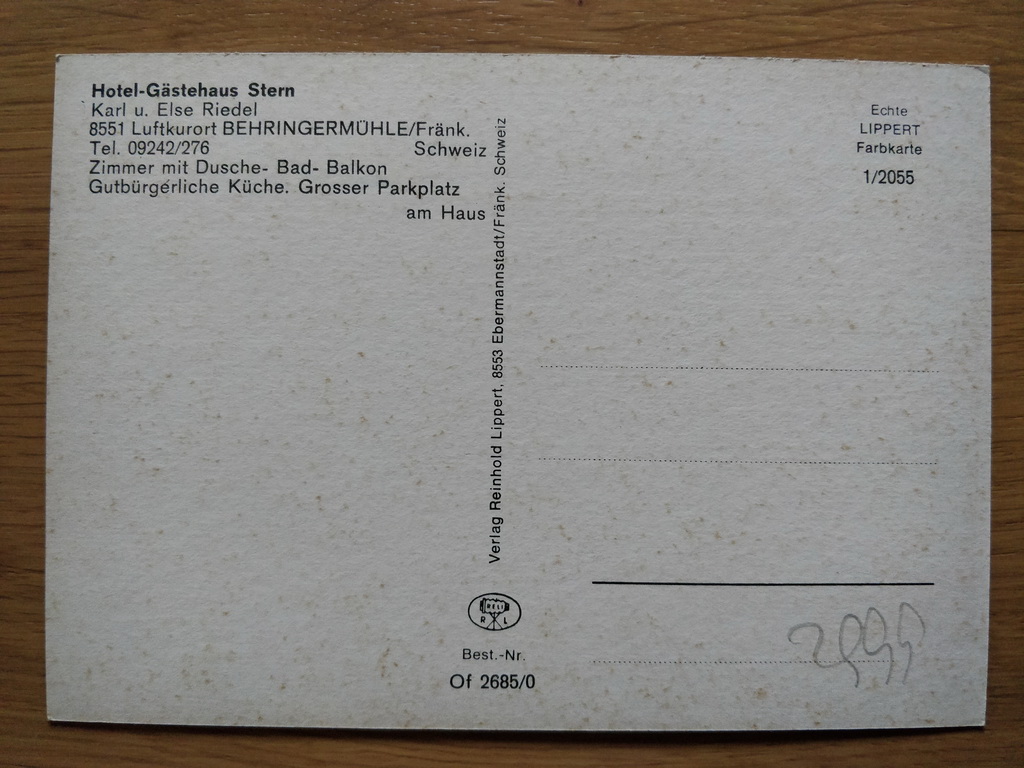 Hotel-Gästehaus Stern
Karl u. Else Riedel
8551 Luftkurort BEHRINGERMÜHLE/Fränk.
Tel. 09242/276 Schweiz
Zimmer mit Dusche- Bad- Balkon
Gutbürgerliche Küche. Grosser Parkplatz
am Haus
Verlag Reinhold Lippert, 8553 Ebermannstadt/Fränk. Schweiz
RELI
R L
Best.-Nr.
Of 2685/0
Echte
LIPPERT
Farbkarte
1/2055